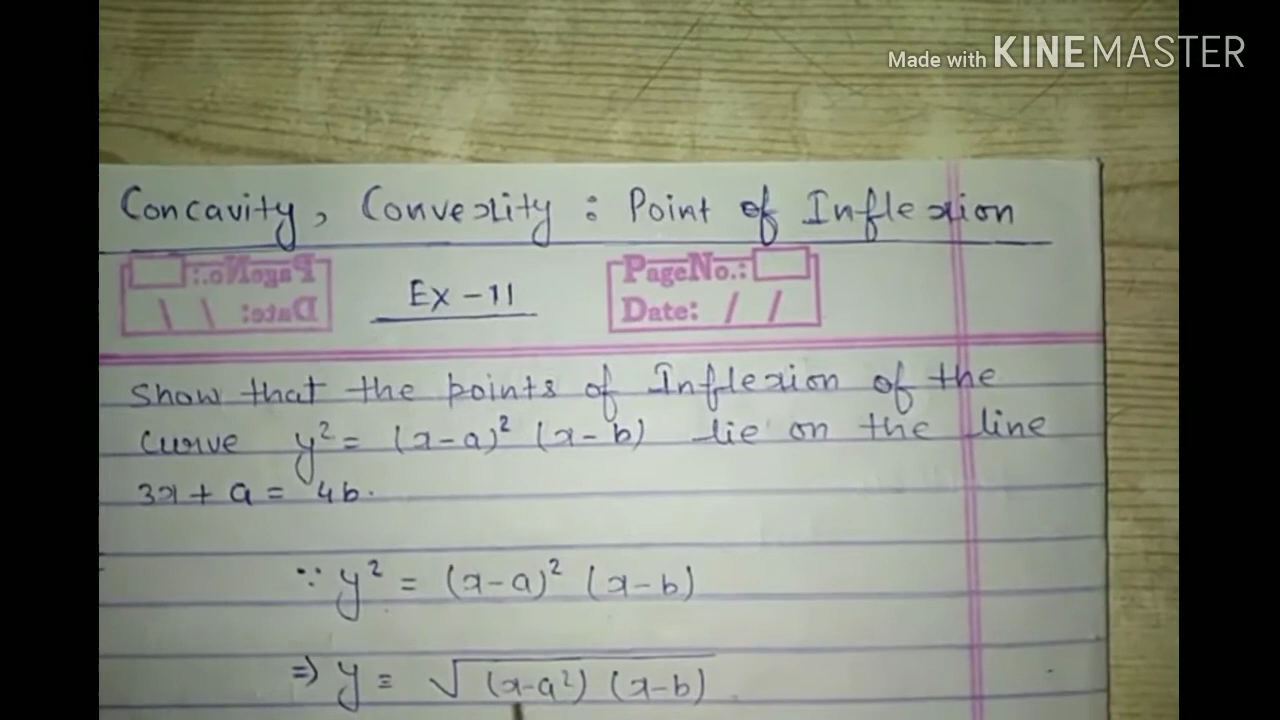 Made with KINEMASTER
Concavity, Convexity : Point of Inflexion
PageNo.: PageNo.:
Ex - 11
Date: / / Date: / /
Show that the points of Inflexion of the
curve y² = (x-a)² (x-b) lie on the line
3x + a = 4b.
∵ y² = (x-a)² (x-b)
⇒ y = √(x-a²) (x-b)